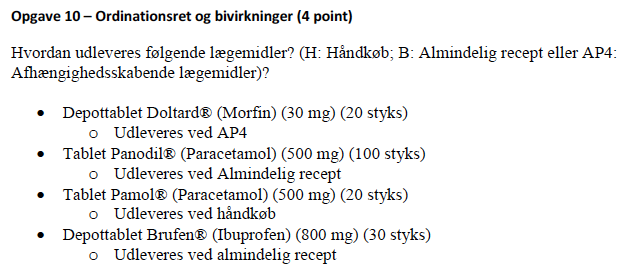 Opgave 10 – Ordinationsret og bivirkninger (4 point)
Hvordan udleveres følgende lægemidler? (H: Håndkøb; B: Almindelig recept eller AP4:
Afhængighedsskabende lægemidler)?
• Depottablet Doltard® (Morfin) (30 mg) (20 styks)
o Udleveres ved AP4
• Tablet Panodil® (Paracetamol) (500 mg) (100 styks)
o Udleveres ved Almindelig recept
• Tablet Pamol® (Paracetamol) (500 mg) (20 styks)
o Udleveres ved håndkøb
• Depottablet Brufen® (Ibuprofen) (800 mg) (30 styks)
o Udleveres ved almindelig recept